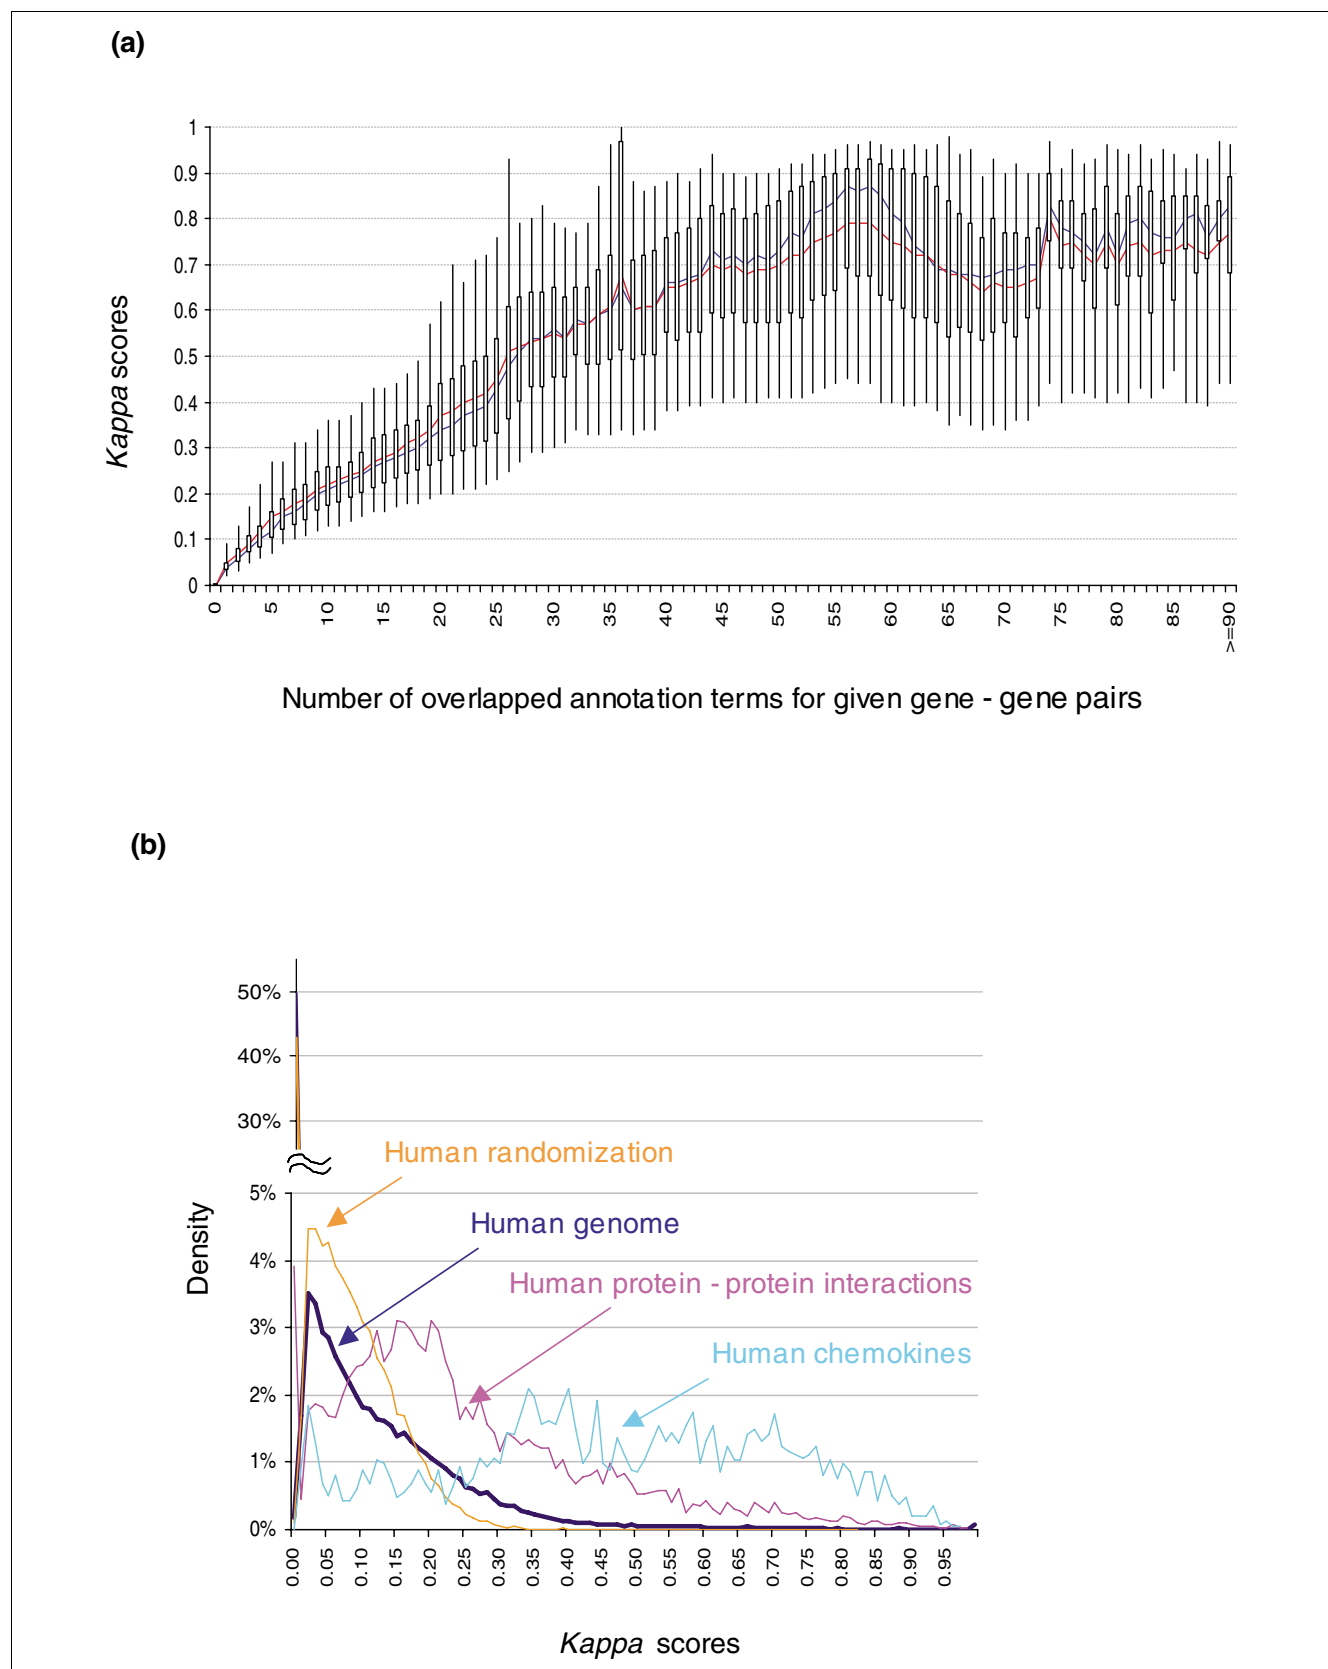 (a)
1
0.9
0.8
0.7
0.6
0.5
0.4
0.3
0.2
0.1
0
Kappa scores
0 5 10 15 20 25 30 35 40 45 50 55 60 65 70 75 80 85 >=90
Number of overlapped annotation terms for given gene - gene pairs
(b)
50%
40%
30%
Human randomization
5%
Human genome
4%
Human protein - protein interactions
3%
Human chemokines
2%
1%
0%
Density
0.00 0.05 0.10 0.15 0.20 0.25 0.30 0.35 0.40 0.45 0.50 0.55 0.60 0.65 0.70 0.75 0.80 0.85 0.90 0.95
Kappa scores